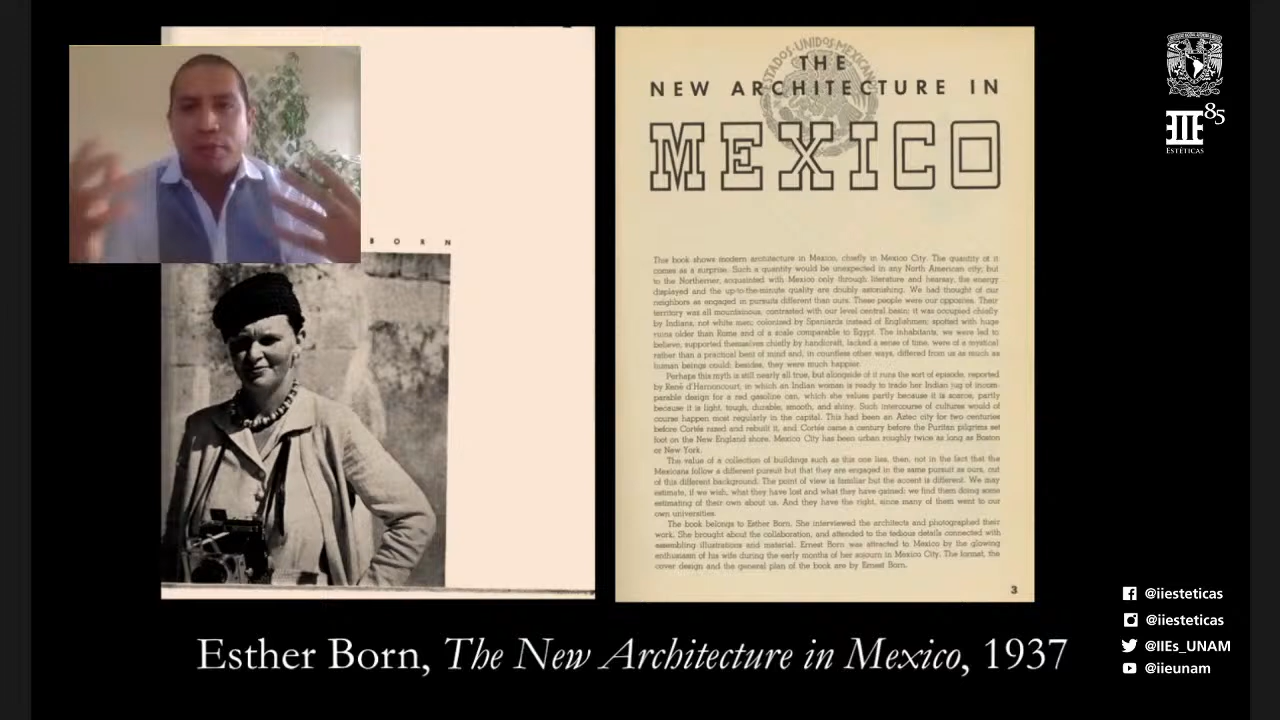 BORN
ESTADOS UNIDOS MEXICANOS
THE
NEW ARCHITECTURE IN
MEXICO
This book shows modern architecture in Mexico, chiefly in Mexico City. The quantity of it
comes as a surprise. Such a quantity would be unexpected in any North American city; but
to the Northerner, acquainted with Mexico only through literature and hearsay, the energy
displayed and the up-to-the-minute quality are doubly astonishing. We had thought of our
neighbors as engaged in pursuits different than ours. These people were our opposites. Their
territory was all mountainous, contrasted with our level central basin; it was occupied chiefly
by Indians, not white men; colonized by Spaniards instead of Englishmen; spotted with huge
ruins older than Rome and of a scale comparable to Egypt. The inhabitants, we were led to
believe, supported themselves chiefly by handicraft, lacked a sense of time, were of a mystical
rather than a practical bent of mind and, in countless other ways, differed from us as much as
human beings could; besides, they were much happier.
Perhaps this myth is still nearly all true, but alongside of it runs the sort of episode, reported
by René d'Harnoncourt, in which an Indian woman is ready to trade her Indian jug of incom-
parable design for a red gasoline can, which she values partly because it is scarce, partly
because it is light, tough, durable, smooth, and shiny. Such intercourse of cultures would of
course happen most regularly in the capital. This had been an Aztec city for two centuries
before Cortés razed and rebuilt it, and Cortés came a century before the Puritan pilgrims set
foot on the New England shore. Mexico City has been urban roughly twice as long as Boston
or New York.
The value of a collection of buildings such as this one lies, then, not in the fact that the
Mexicans follow a different pursuit but that they are engaged in the same pursuit as ours, out
of this different background. The point of view is familiar but the accent is different. We may
estimate, if we wish, what they have lost and what they have gained; we find them doing some
estimating of their own about us. And they have the right, since many of them went to our
own universities.
The book belongs to Esther Born. She interviewed the architects and photographed their
work. She brought about the collaboration, and attended to the tedious details connected with
assembling illustrations and material. Ernest Born was attracted to Mexico by the glowing
enthusiasm of his wife during the early months of her sojourn in Mexico City. The format, the
cover design and the general plan of the book are by Ernest Born.
3
Esther Born, The New Architecture in Mexico, 1937
85
ESTÉTICAS
@iiesteticas
@iiesteticas
@IIEs_UNAM
@iieunam